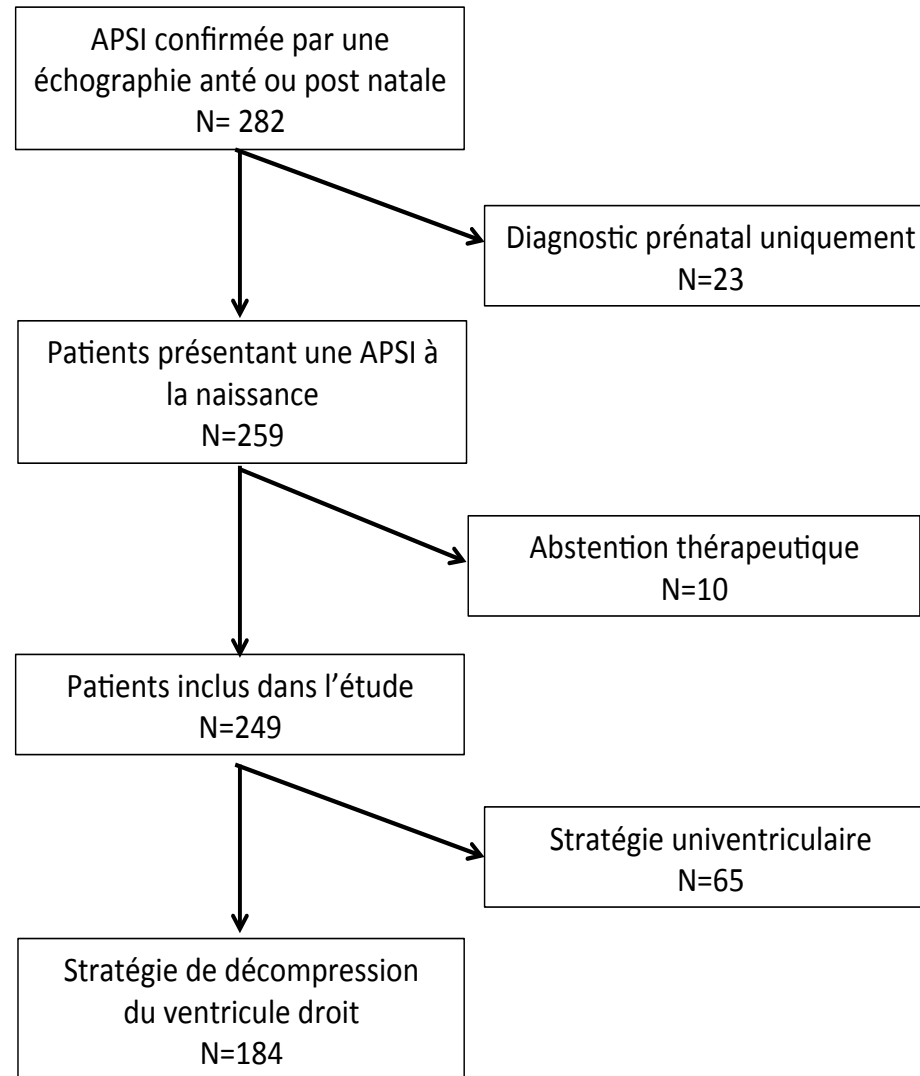 APSI confirmée par une
échographie anté ou post natale
N= 282
Diagnostic prénatal uniquement
N=23
Patients présentant une APSI à
la naissance
N=259
Abstention thérapeutique
N=10
Patients inclus dans l’étude
N=249
Stratégie univentriculaire
N=65
Stratégie de décompression
du ventricule droit
N=184